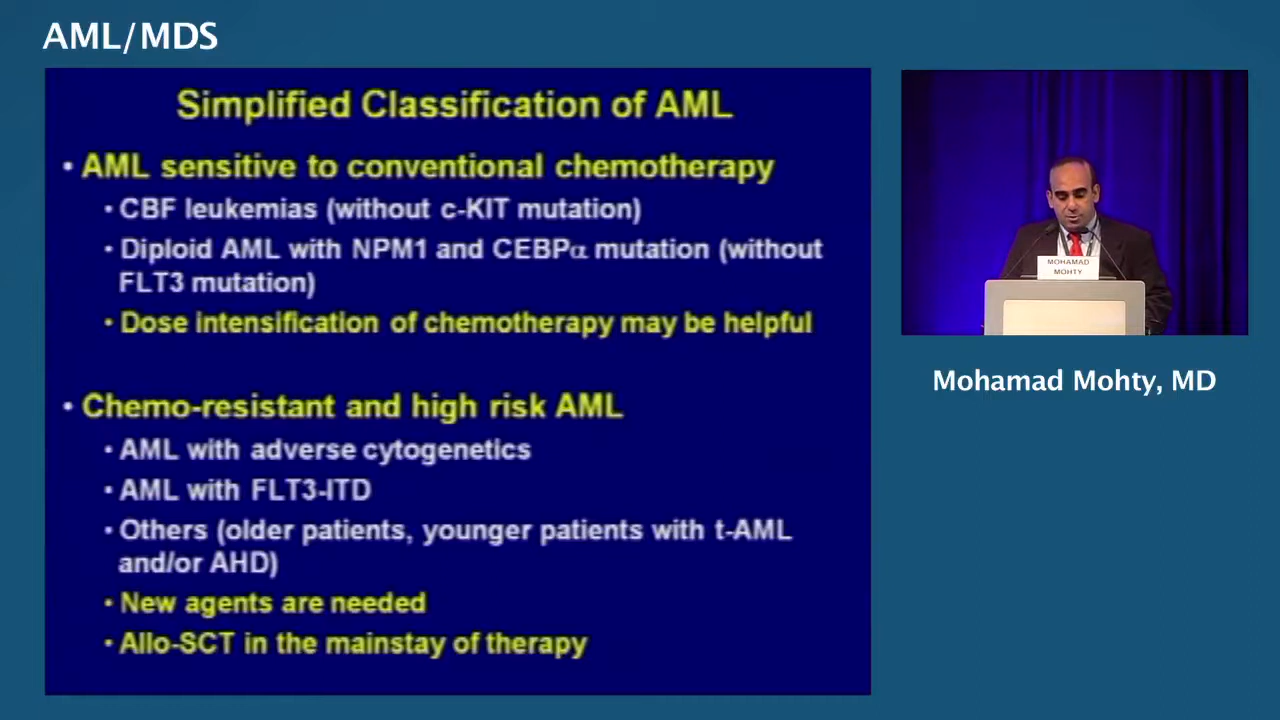 AML/MDS
Simplified Classification of AML
• AML sensitive to conventional chemotherapy
• CBF leukemias (without c-KIT mutation)
• Diploid AML with NPM1 and CEBPα mutation (without
FLT3 mutation)
• Dose intensification of chemotherapy may be helpful
• Chemo-resistant and high risk AML
• AML with adverse cytogenetics
• AML with FLT3-ITD
• Others (older patients, younger patients with t-AML
and/or AHD)
• New agents are needed
• Allo-SCT in the mainstay of therapy
MOHAMAD
MOHTY
Mohamad Mohty, MD